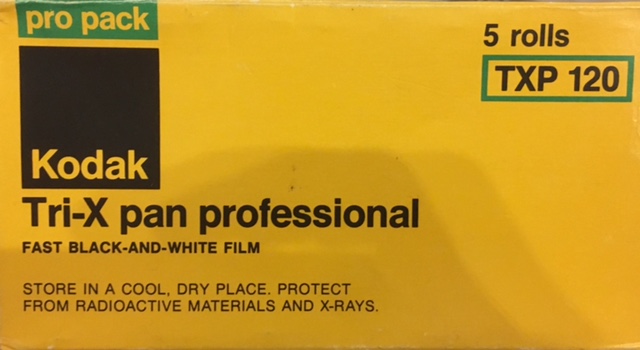 pro pack
5 rolls
TXP 120
Kodak
Tri-X pan professional
FAST BLACK-AND-WHITE FILM
STORE IN A COOL, DRY PLACE. PROTECT
FROM RADIOACTIVE MATERIALS AND X-RAYS.